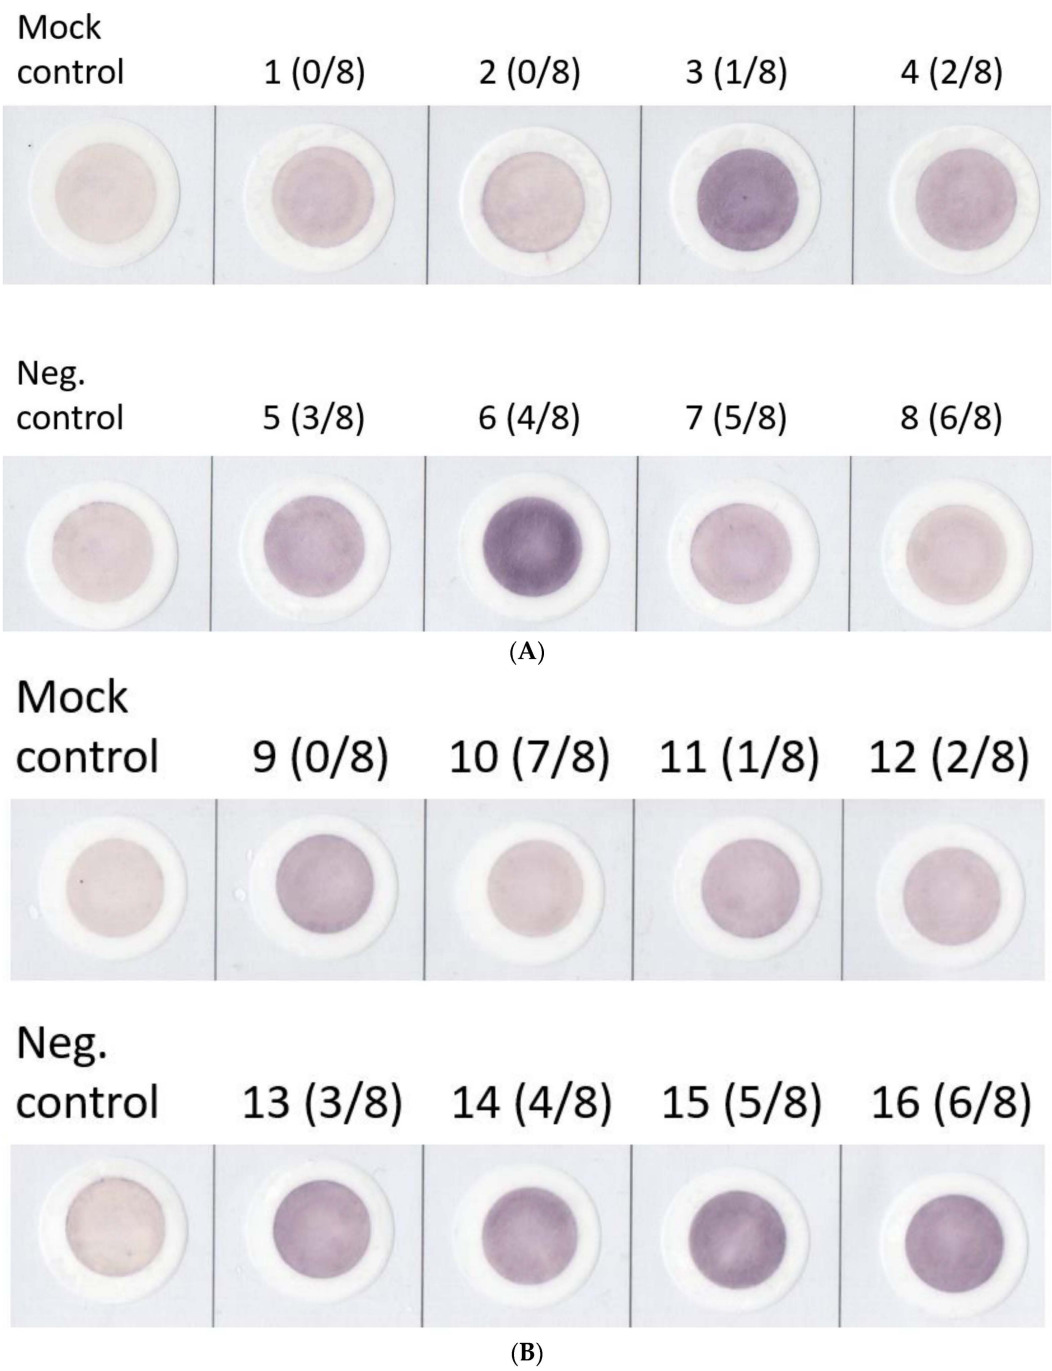 Mock
control 1 (0/8) 2 (0/8) 3 (1/8) 4 (2/8)
Neg.
control 5 (3/8) 6 (4/8) 7 (5/8) 8 (6/8)
(A)
Mock
control 9 (0/8) 10 (7/8) 11 (1/8) 12 (2/8)
Neg.
control 13 (3/8) 14 (4/8) 15 (5/8) 16 (6/8)
(B)